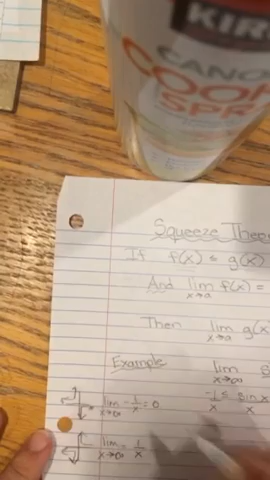 KIR
CANO
COO
SPR
Squeeze Theo
If f(x) ≤ g(x)
And lim x→a f(x) =
Then lim x→a g(x
Example lim x→∞
lim x→∞ -1/x = 0 -1/x ≤ sin x/x
lim x→∞ 1/x